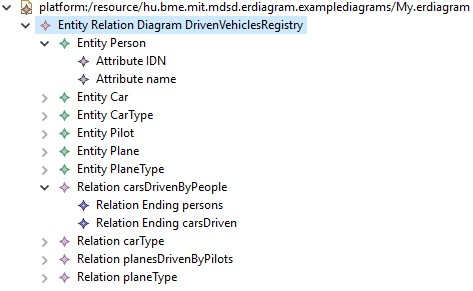 platform:/resource/hu.bme.mit.mdsd.erdiagram.examplediagrams/My.erdiagram
Entity Relation Diagram DrivenVehiclesRegistry
Entity Person
Attribute IDN
Attribute name
Entity Car
Entity CarType
Entity Pilot
Entity Plane
Entity PlaneType
Relation carsDrivenByPeople
Relation Ending persons
Relation Ending carsDriven
Relation carType
Relation planesDrivenByPilots
Relation planeType